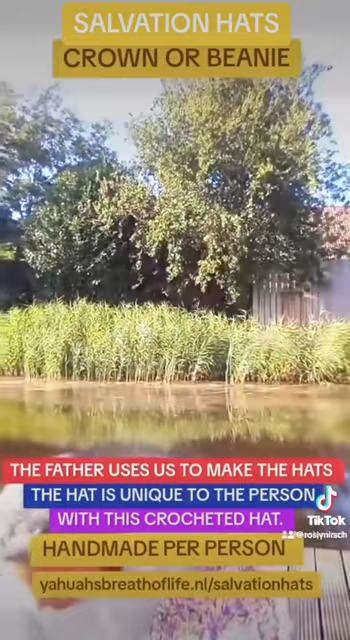 SALVATION HATS
CROWN OR BEANIE
THE FATHER USES US TO MAKE THE HATS
THE HAT IS UNIQUE TO THE PERSON
WITH THIS CROCHETED HAT.
TikTok
@roslynirsch
HANDMADE PER PERSON
yahuahsbreathoflife.nl/salvationhats